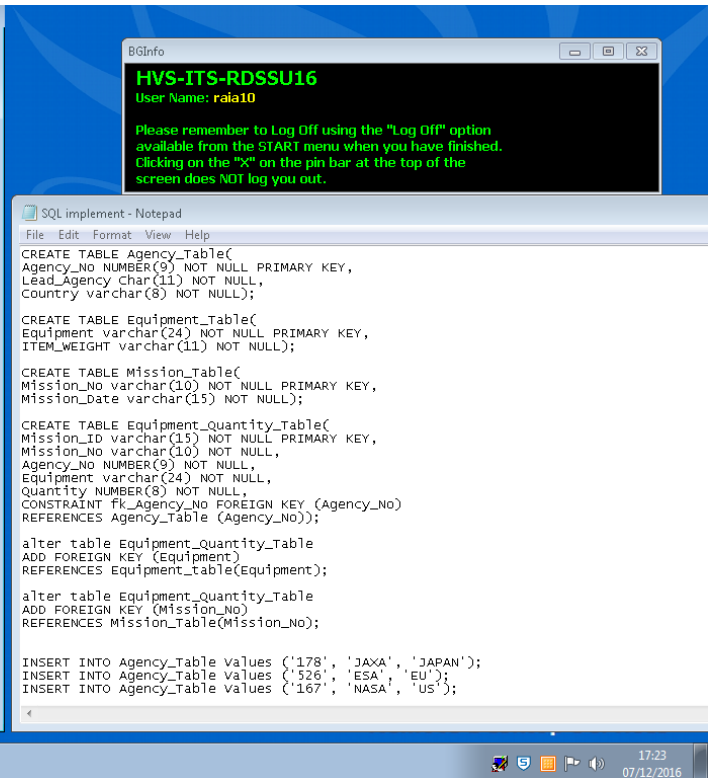 BGInfo
HVS-ITS-RDSSU16
User Name: raia10
Please remember to Log Off using the "Log Off" option
available from the START menu when you have finished.
Clicking on the "X" on the pin bar at the top of the
screen does NOT log you out.
SQL implement - Notepad
File Edit Format View Help
CREATE TABLE Agency_Table(
Agency_No NUMBER(9) NOT NULL PRIMARY KEY,
Lead_Agency Char(11) NOT NULL,
Country varchar(8) NOT NULL);
CREATE TABLE Equipment_Table(
Equipment varchar(24) NOT NULL PRIMARY KEY,
ITEM_WEIGHT varchar(11) NOT NULL);
CREATE TABLE Mission_Table(
Mission_No varchar(10) NOT NULL PRIMARY KEY,
Mission_Date varchar(15) NOT NULL);
CREATE TABLE Equipment_Quantity_Table(
Mission_ID varchar(15) NOT NULL PRIMARY KEY,
Mission_No varchar(10) NOT NULL,
Agency_No NUMBER(9) NOT NULL,
Equipment varchar(24) NOT NULL,
Quantity NUMBER(8) NOT NULL,
CONSTRAINT fk_Agency_No FOREIGN KEY (Agency_No)
REFERENCES Agency_Table (Agency_No));
alter table Equipment_Quantity_Table
ADD FOREIGN KEY (Equipment)
REFERENCES Equipment_table(Equipment);
alter table Equipment_Quantity_Table
ADD FOREIGN KEY (Mission_No)
REFERENCES Mission_Table(Mission_No);
INSERT INTO Agency_Table Values ('178', 'JAXA', 'JAPAN');
INSERT INTO Agency_Table Values ('526', 'ESA', 'EU');
INSERT INTO Agency_Table Values ('167', 'NASA', 'US');
17:23
07/12/2016